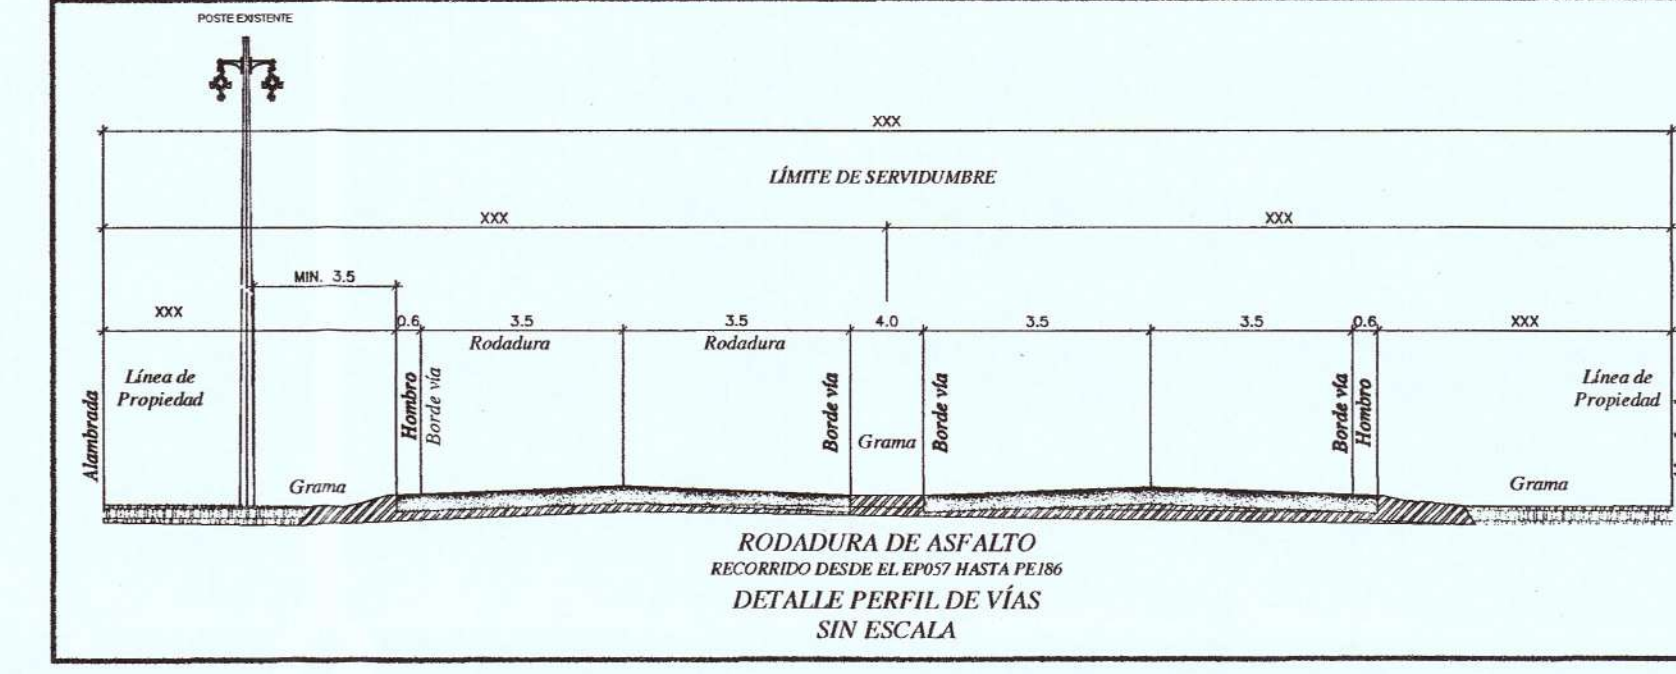 POSTE EXISTENTE
XXX
LÍMITE DE SERVIDUMBRE
XXX
XXX
MIN. 3.5
XXX
0.6
3.5
3.5
4.0
3.5
3.5
0.6
XXX
Rodadura
Rodadura
Línea de
Propiedad
Alambrada
Hombro
Borde vía
Borde vía
Grama
Borde vía
Borde vía
Hombro
Línea de
Propiedad
Grama
Grama
RODADURA DE ASFALTO
RECORRIDO DESDE EL EP057 HASTA PE186
DETALLE PERFIL DE VÍAS
SIN ESCALA